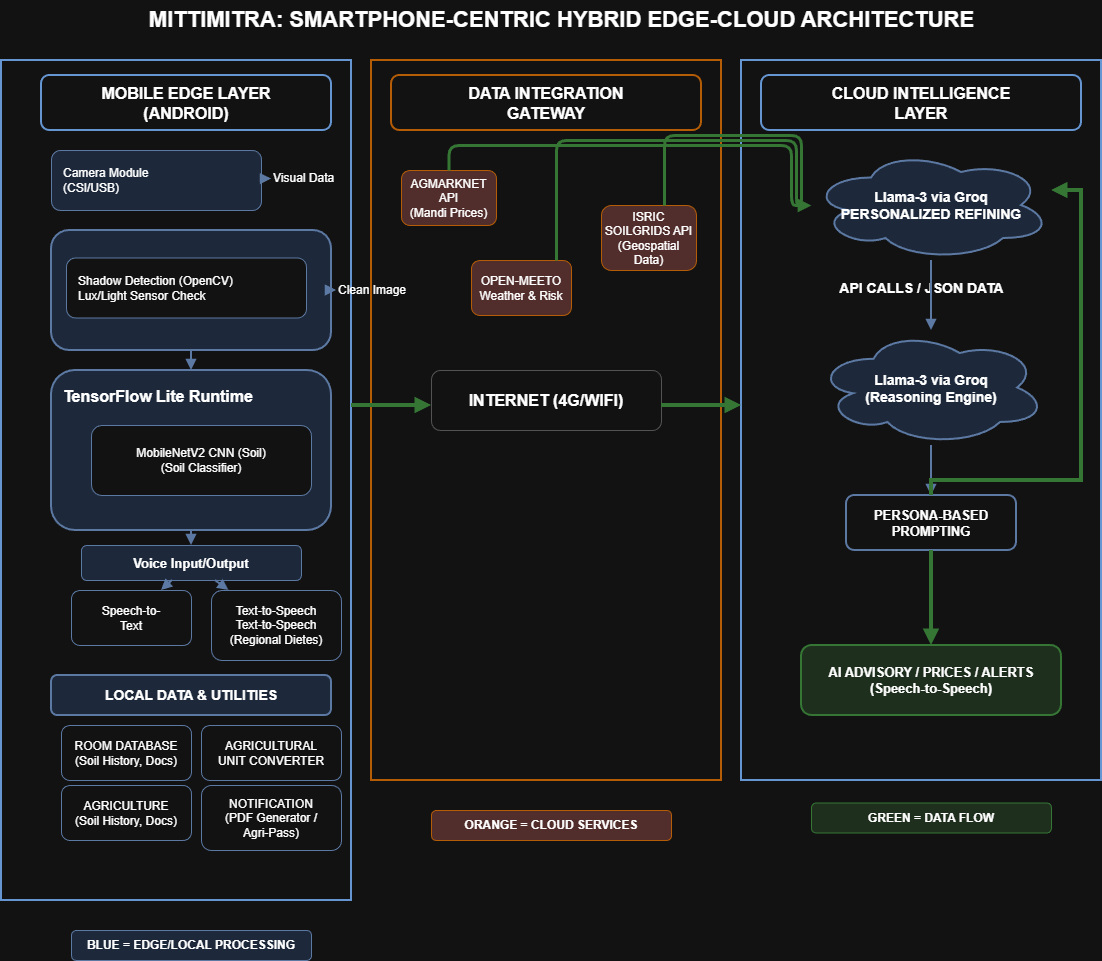 MITTIMITRA: SMARTPHONE-CENTRIC HYBRID EDGE-CLOUD ARCHITECTURE
MOBILE EDGE LAYER
(ANDROID)
Camera Module
(CSI/USB)
Visual Data
Shadow Detection (OpenCV)
Lux/Light Sensor Check
Clean Image
TensorFlow Lite Runtime
MobileNetV2 CNN (Soil)
(Soil Classifier)
Voice Input/Output
Speech-to-
Text
Text-to-Speech
Text-to-Speech
(Regional Dietes)
LOCAL DATA & UTILITIES
ROOM DATABASE
(Soil History, Docs)
AGRICULTURAL
UNIT CONVERTER
AGRICULTURE
(Soil History, Docs)
NOTIFICATION
(PDF Generator /
Agri-Pass)
BLUE = EDGE/LOCAL PROCESSING
DATA INTEGRATION
GATEWAY
AGMARKNET
API
(Mandi Prices)
ISRIC
SOILGRIDS API
(Geospatial
Data)
OPEN-MEETO
Weather & Risk
INTERNET (4G/WIFI)
ORANGE = CLOUD SERVICES
CLOUD INTELLIGENCE
LAYER
Llama-3 via Groq
PERSONALIZED REFINING
API CALLS / JSON DATA
Llama-3 via Groq
(Reasoning Engine)
PERSONA-BASED
PROMPTING
AI ADVISORY / PRICES / ALERTS
(Speech-to-Speech)
GREEN = DATA FLOW